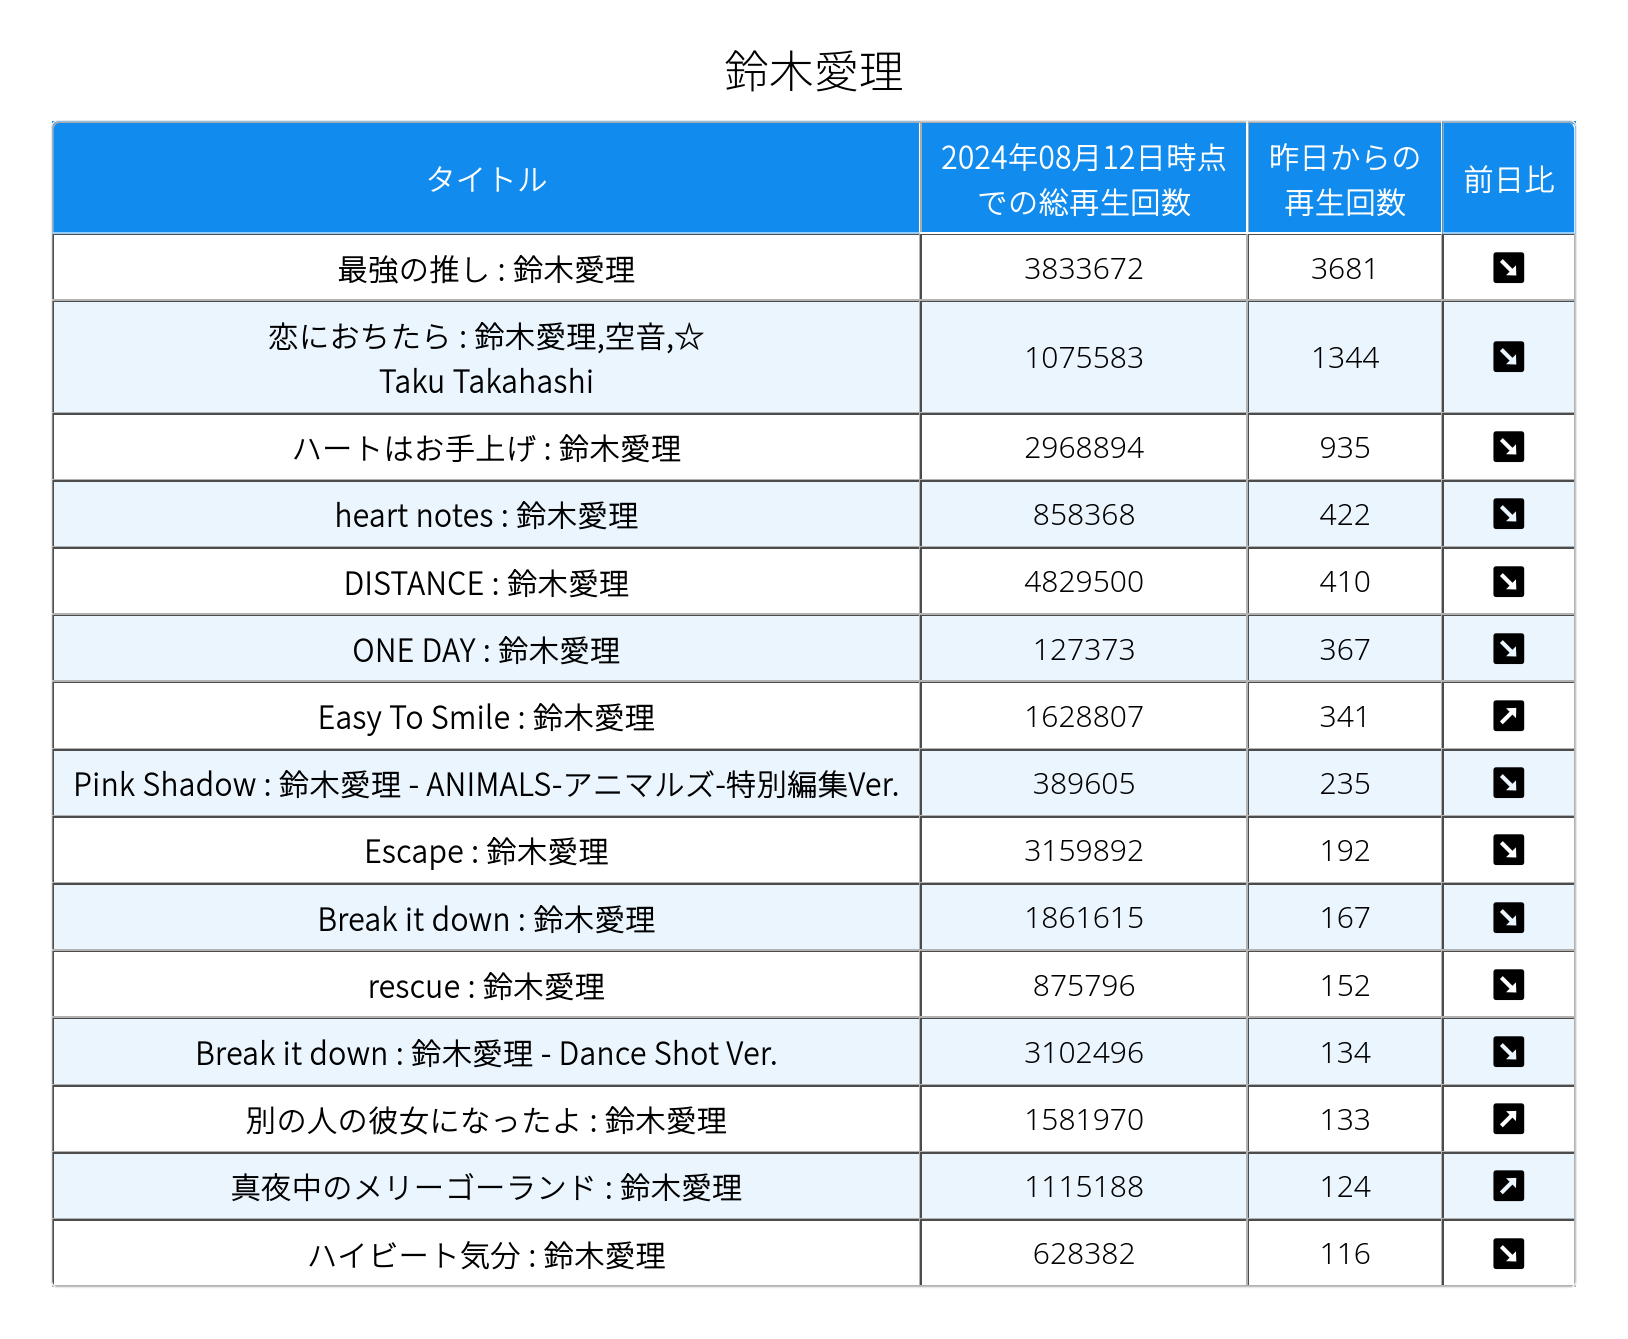 鈴木愛理
タイトル 2024年08月12日時点 昨日からの 前日比
での総再生回数 再生回数
最強の推し : 鈴木愛理 3833672 3681 ↘
恋におちたら : 鈴木愛理,空音,☆ 1075583 1344 ↘
Taku Takahashi
ハートはお手上げ : 鈴木愛理 2968894 935 ↘
heart notes : 鈴木愛理 858368 422 ↘
DISTANCE : 鈴木愛理 4829500 410 ↘
ONE DAY : 鈴木愛理 127373 367 ↘
Easy To Smile : 鈴木愛理 1628807 341 ↗
Pink Shadow : 鈴木愛理 - ANIMALS-アニマルズ-特別編集Ver. 389605 235 ↘
Escape : 鈴木愛理 3159892 192 ↘
Break it down : 鈴木愛理 1861615 167 ↘
rescue : 鈴木愛理 875796 152 ↘
Break it down : 鈴木愛理 - Dance Shot Ver. 3102496 134 ↘
別の人の彼女になったよ : 鈴木愛理 1581970 133 ↗
真夜中のメリーゴーランド : 鈴木愛理 1115188 124 ↗
ハイビート気分 : 鈴木愛理 628382 116 ↘